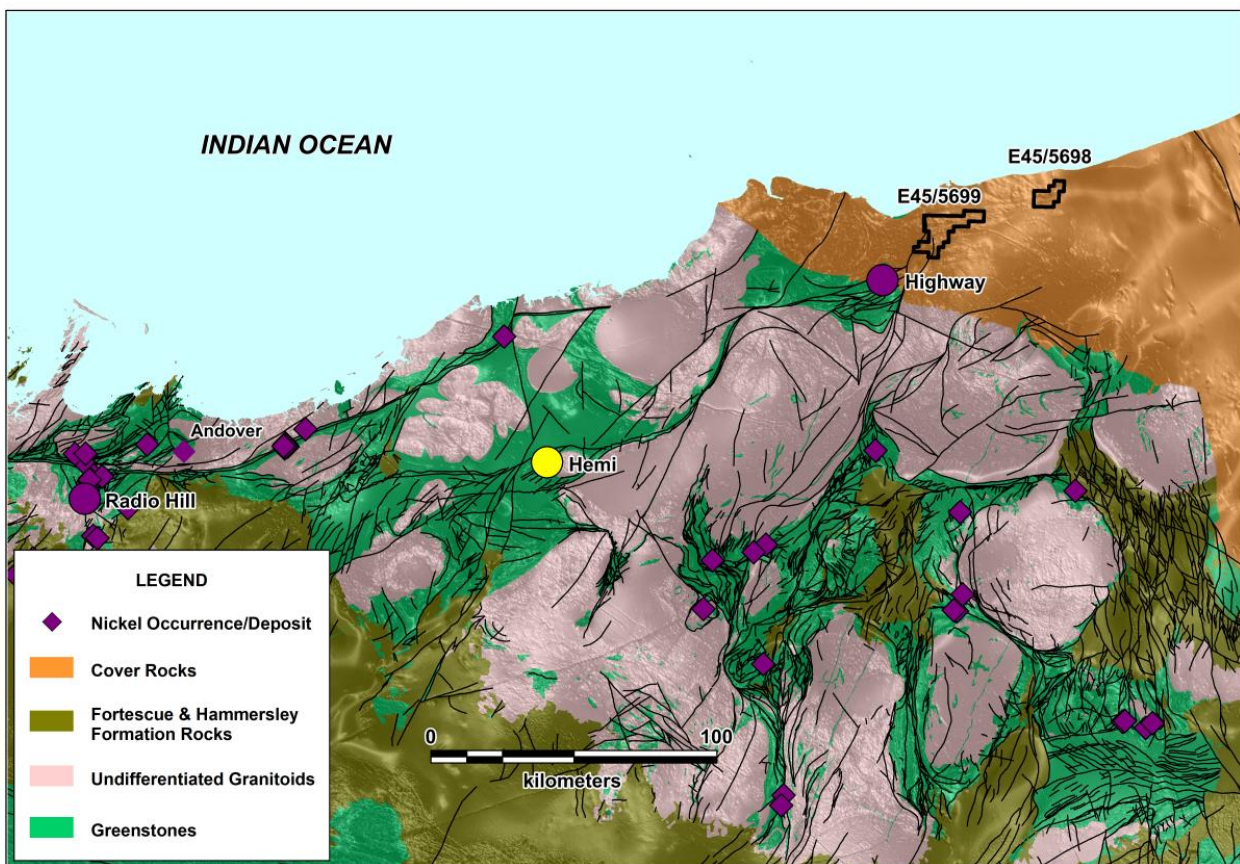 INDIAN OCEAN
E45/5698
E45/5699
Highway
Andover
Hemi
Radio Hill
LEGEND
Nickel Occurrence/Deposit
Cover Rocks
Fortescue & Hammersley
Formation Rocks
Undifferentiated Granitoids
Greenstones
0
100
kilometers